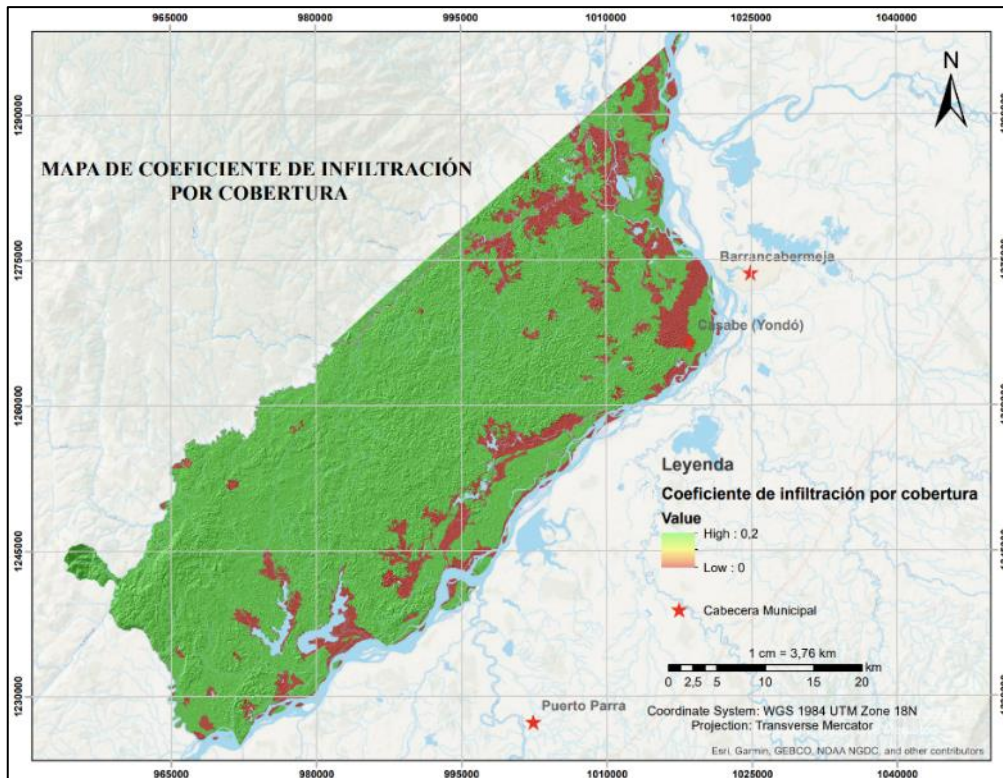 965000 980000 995000 1010000 1025000 1040000
N
1290000
MAPA DE COEFICIENTE DE INFILTRACIÓN
POR COBERTURA
1275000
Barrancabermeja
Casabe (Yondó)
1260000
Leyenda
Coeficiente de infiltración por cobertura
Value
High : 0,2
1245000
Low : 0
Cabecera Municipal
1 cm = 3,76 km
0 2,5 5 10 15 20
km
1230000
Puerto Parra
Coordinate System: WGS 1984 UTM Zone 18N
Projection: Transverse Mercator
Esri, Garmin, GEBCO, NOAA NGDC, and other contributors
965000 980000 995000 1010000 1025000 1040000